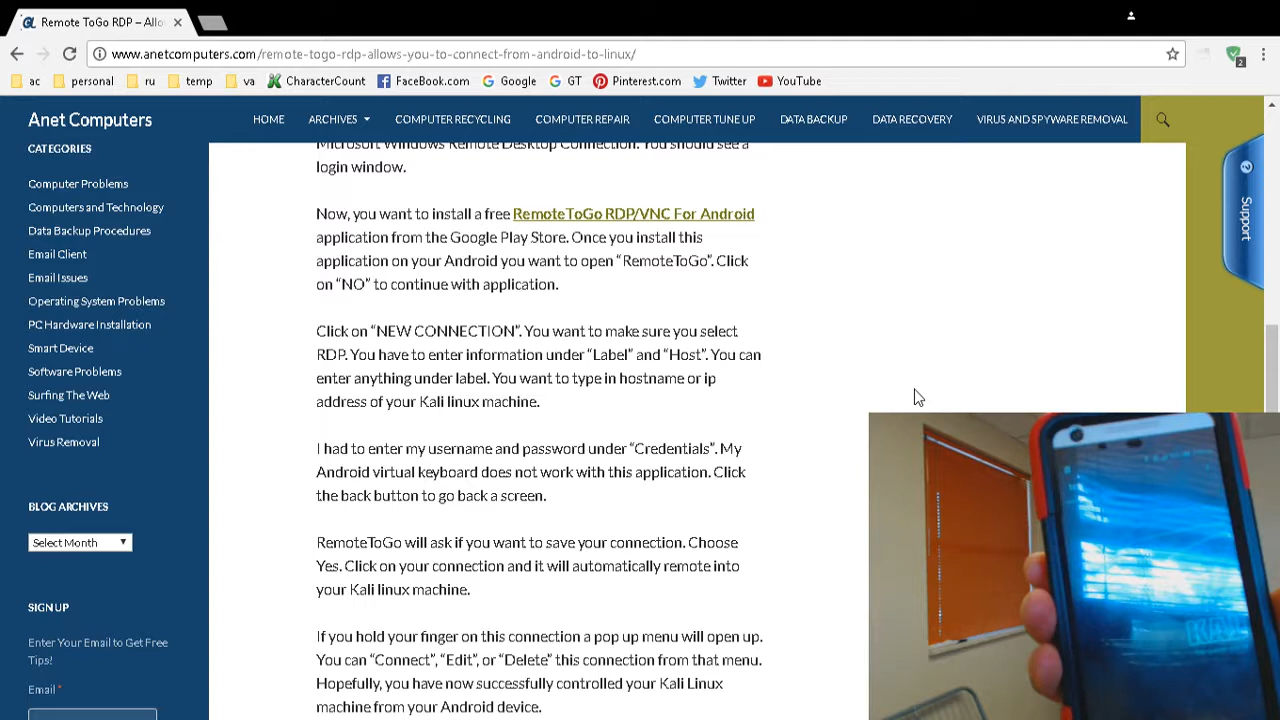 Remote ToGo RDP – Allo
www.anetcomputers.com/remote-togo-rdp-allows-you-to-connect-from-android-to-linux/
ac personal ru temp va CharacterCount FaceBook.com Google GT Pinterest.com Twitter YouTube
Anet Computers HOME ARCHIVES COMPUTER RECYCLING COMPUTER REPAIR COMPUTER TUNE UP DATA BACKUP DATA RECOVERY VIRUS AND SPYWARE REMOVAL
CATEGORIES
Computer Problems
Computers and Technology
Data Backup Procedures
Email Client
Email Issues
Operating System Problems
PC Hardware Installation
Smart Device
Software Problems
Surfing The Web
Video Tutorials
Virus Removal
BLOG ARCHIVES
Select Month
SIGN UP
Enter Your Email to Get Free
Tips!
Email *
Microsoft Windows Remote Desktop Connection. You should see a
login window.
Now, you want to install a free RemoteToGo RDP/VNC For Android
application from the Google Play Store. Once you install this
application on your Android you want to open “RemoteToGo”. Click
on “NO” to continue with application.
Click on “NEW CONNECTION”. You want to make sure you select
RDP. You have to enter information under “Label” and “Host”. You can
enter anything under label. You want to type in hostname or ip
address of your Kali linux machine.
I had to enter my username and password under “Credentials”. My
Android virtual keyboard does not work with this application. Click
the back button to go back a screen.
RemoteToGo will ask if you want to save your connection. Choose
Yes. Click on your connection and it will automatically remote into
your Kali linux machine.
If you hold your finger on this connection a pop up menu will open up.
You can “Connect”, “Edit”, or “Delete” this connection from that menu.
Hopefully, you have now successfully controlled your Kali Linux
machine from your Android device.
Support
2